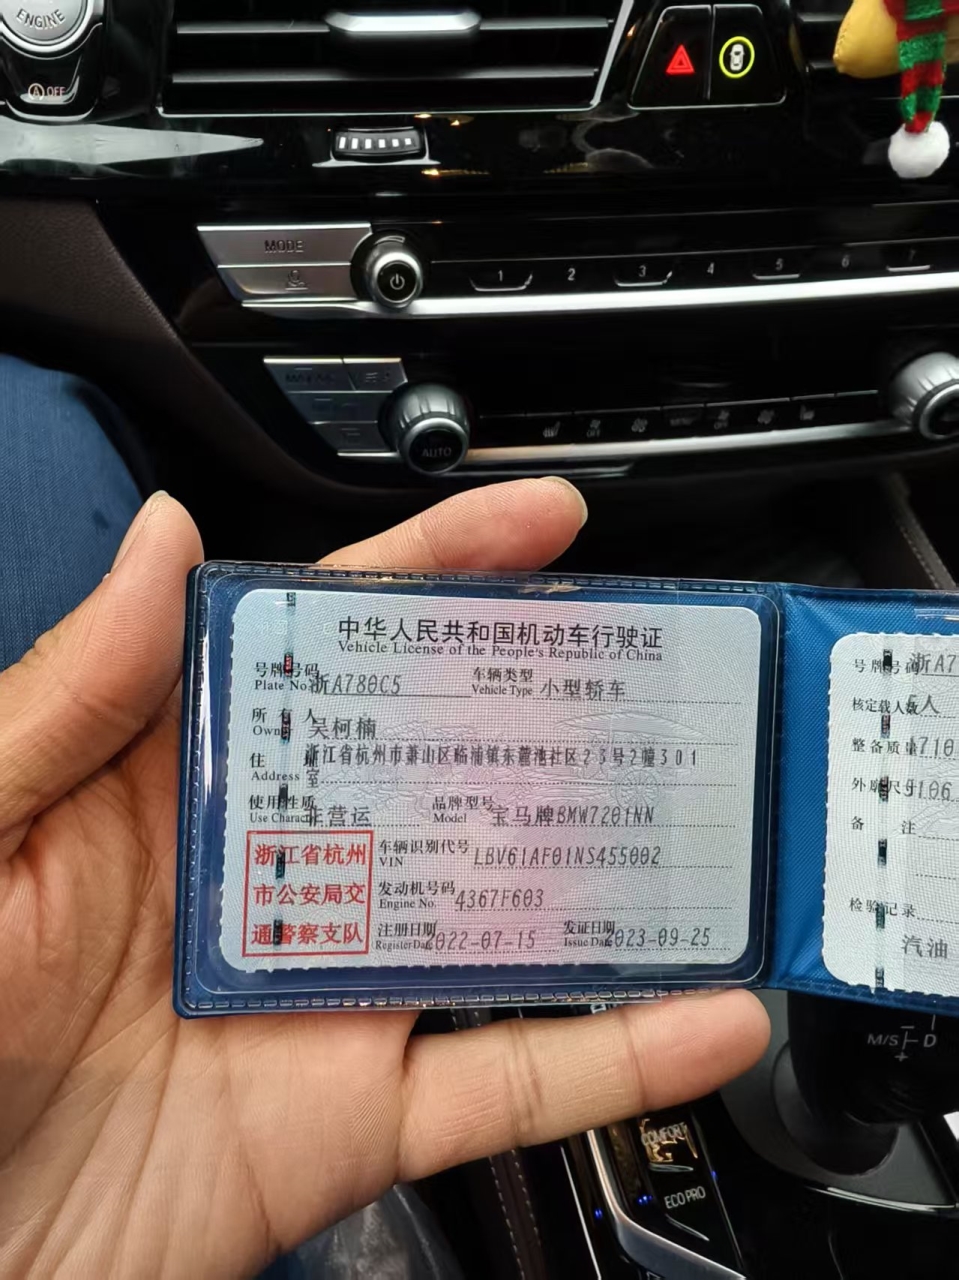 ENGINE
OFF
MODE
1 2 3 4 5 6 7
AUTO
MENU
OFF
中华人民共和国机动车行驶证
Vehicle License of the People's Republic of China
号牌号码 浙A780C5 车辆类型 小型轿车
Plate No Vehicle Type
所有人 吴柯楠
住 浙江省杭州市萧山区临浦镇东麓池社区23号2幢301
Address 室
使用性质 非营运 品牌型号 宝马牌BMW7201NN
Use Charact Model
浙江省杭州 车辆识别代号 LBV61AF01NS455002
VIN
市公安局交 发动机号码 4367F603
Engine No.
通警察支队 注册日期 022-07-15 发证日期 023-09-25
Register Date Issue Date
号牌号码 浙A7
核定载人数 5人
整备质量 1710
外廓尺 5106
备 注
检验记录
汽油
M/S D
+
COMFORT
ECO PRO